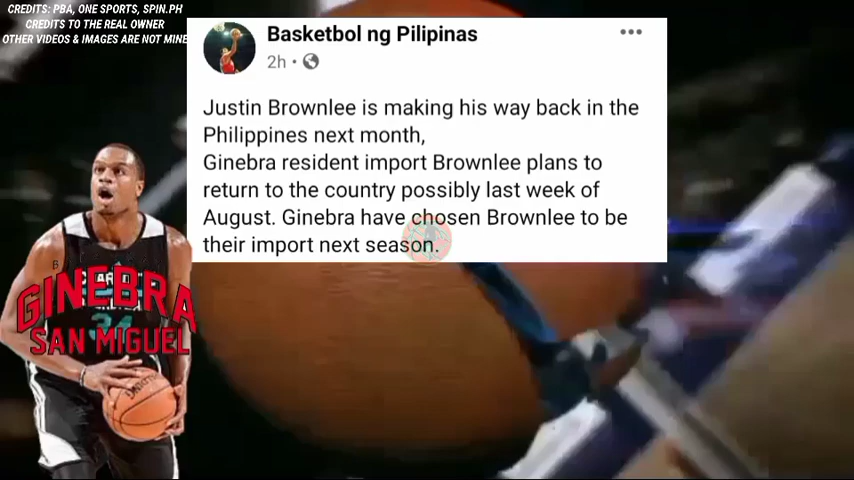 CREDITS: PBA, ONE SPORTS, SPIN.PH
CREDITS TO THE REAL OWNER
OTHER VIDEOS & IMAGES ARE NOT MINE
Basketbol ng Pilipinas
2h
Justin Brownlee is making his way back in the
Philippines next month,
Ginebra resident import Brownlee plans to
return to the country possibly last week of
August. Ginebra have chosen Brownlee to be
their import next season.
GINEBRA
SAN MIGUEL
34